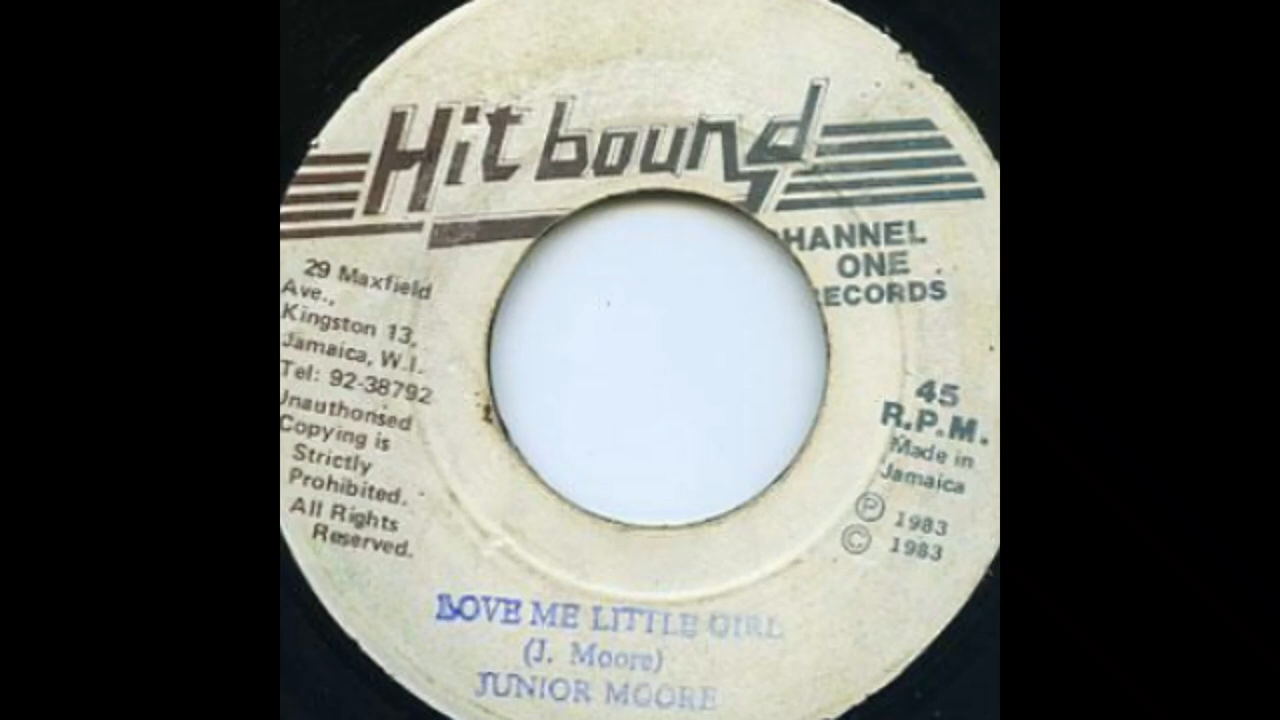 Hit bound
CHANNEL
ONE
RECORDS
29 Maxfield
Ave.,
Kingston 13,
Jamaica, W.I.
Tel: 92-38792
Unauthorised
Copying is
Strictly
Prohibited.
All Rights
Reserved.
45
R.P.M.
Made in
Jamaica
Ⓟ 1983
© 1983
LOVE ME LITTLE GIRL
(J. Moore)
JUNIOR MOORE